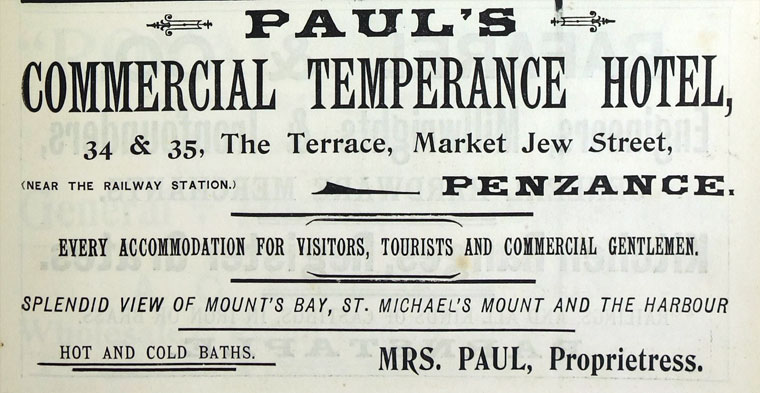 PAUL'S
COMMERCIAL TEMPERANCE HOTEL,
34 & 35, The Terrace, Market Jew Street,
(NEAR THE RAILWAY STATION.) PENZANCE.
EVERY ACCOMMODATION FOR VISITORS, TOURISTS AND COMMERCIAL GENTLEMEN.
SPLENDID VIEW OF MOUNT'S BAY, ST. MICHAEL'S MOUNT AND THE HARBOUR
HOT AND COLD BATHS. MRS. PAUL, Proprietress.